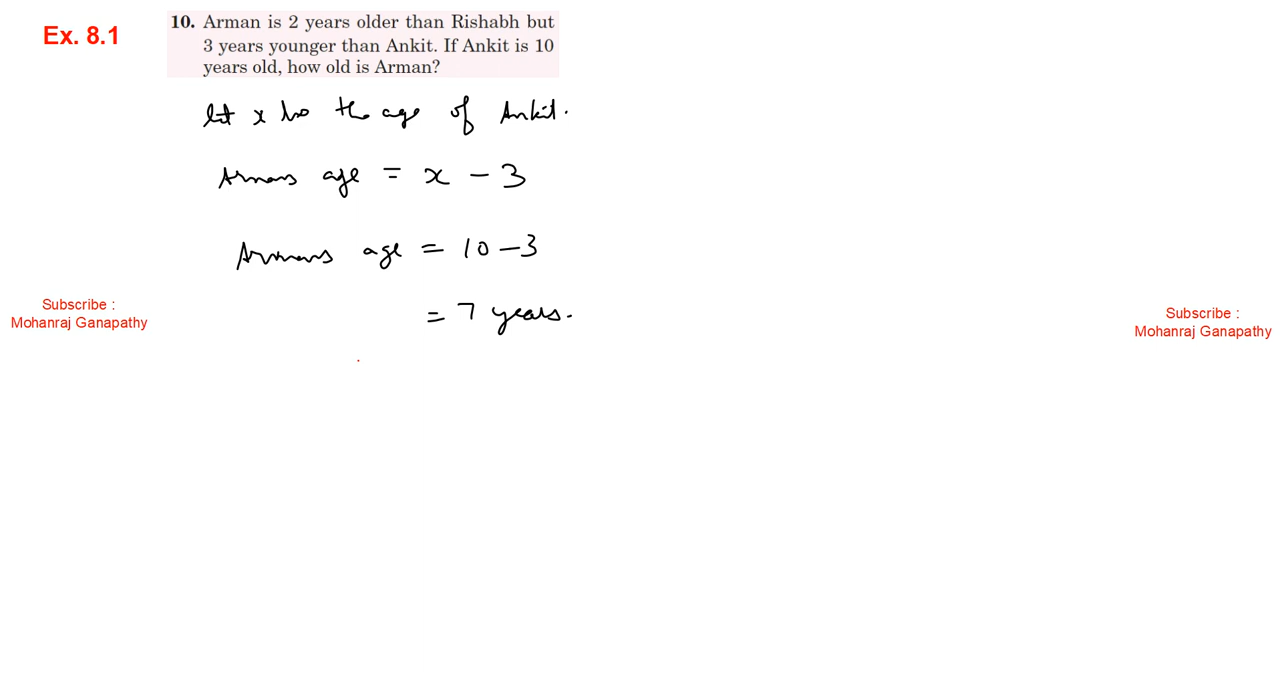 Ex. 8.1
10. Arman is 2 years older than Rishabh but
3 years younger than Ankit. If Ankit is 10
years old, how old is Arman?
let x be the age of Ankit.
Armans age = x - 3
Armans age = 10 - 3
= 7 years.
Subscribe :
Mohanraj Ganapathy
Subscribe :
Mohanraj Ganapathy